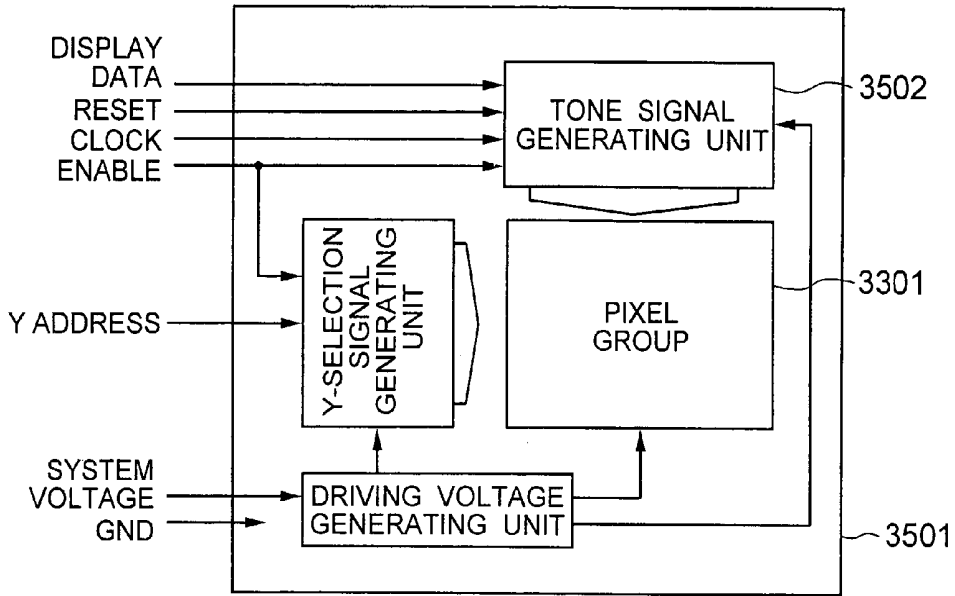 DISPLAY
DATA
RESET
CLOCK
ENABLE
TONE SIGNAL
GENERATING UNIT
3502
Y-SELECTION
SIGNAL
GENERATING
UNIT
PIXEL
GROUP
3301
Y ADDRESS
SYSTEM
VOLTAGE
GND
DRIVING VOLTAGE
GENERATING UNIT
3501